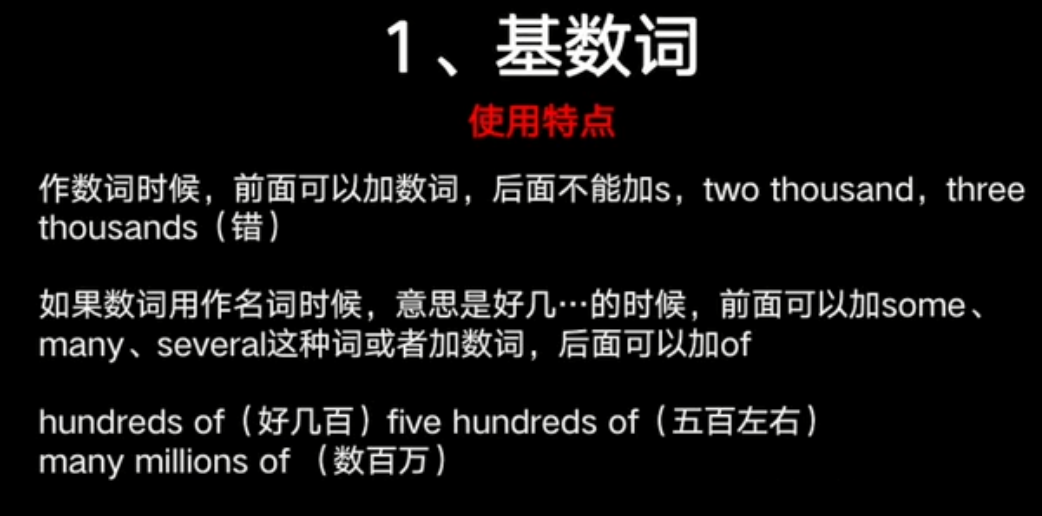 1、基数词
使用特点
作数词时候，前面可以加数词，后面不能加s，two thousand，three
thousands（错）
如果数词用作名词时候，意思是好几…的时候，前面可以加some、
many、several这种词或者加数词，后面可以加of
hundreds of（好几百）five hundreds of（五百左右）
many millions of （数百万）